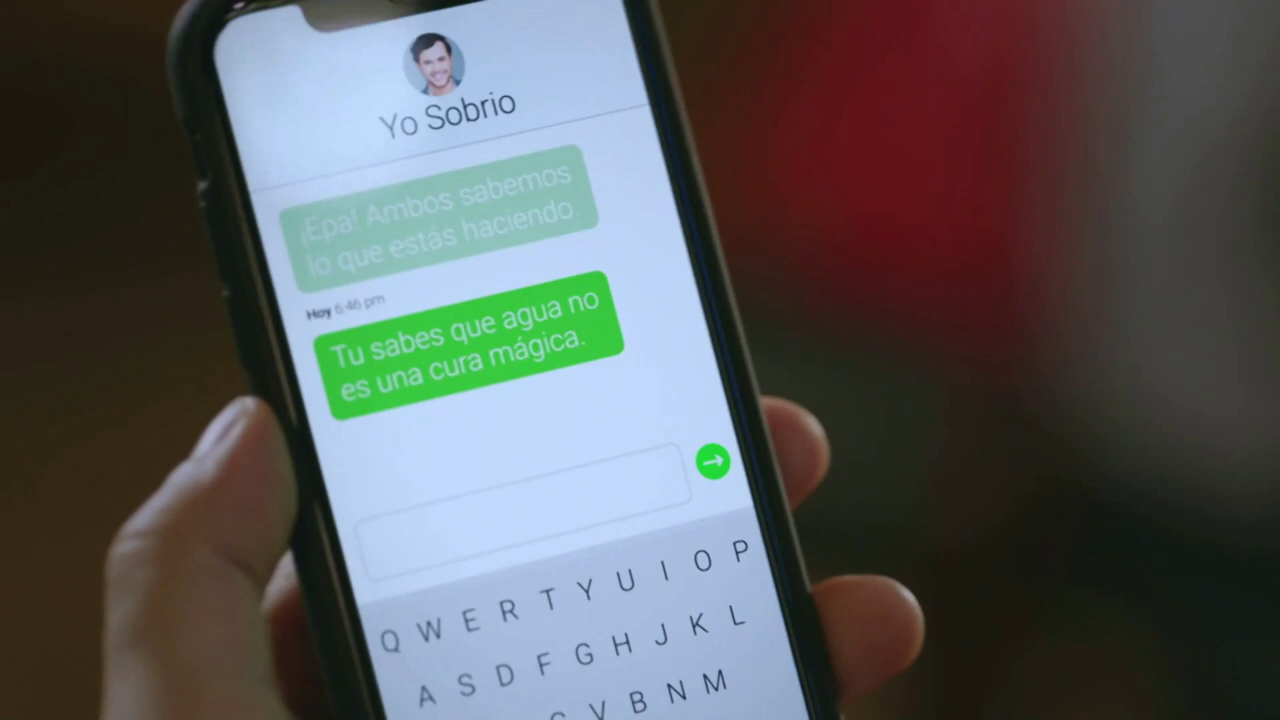 Yo Sobrio
¡Epa! Ambos sabemos
lo que estás haciendo
Hoy 6:46 pm
Tu sabes que agua no
es una cura mágica.
Q W E R T Y U I O P
A S D F G H J K L
V B N M